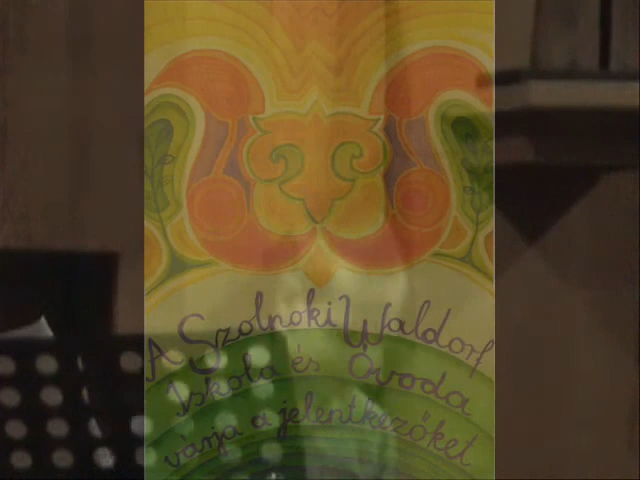 A Szolnoki Waldorf
Iskola és Óvoda
várja a jelentkezőket